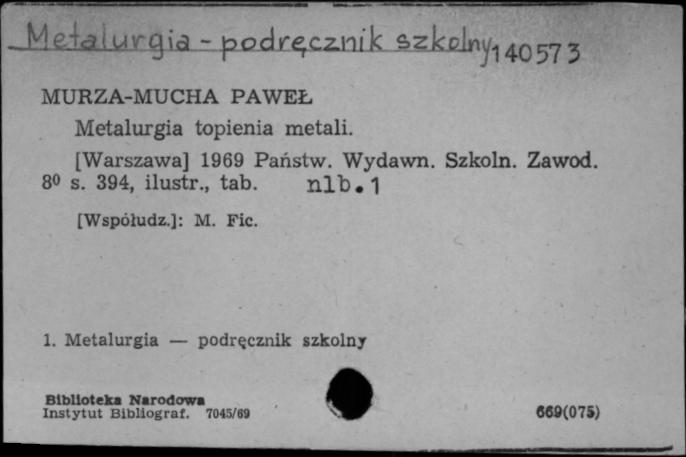 Metalurgia - podręcznik szkolny 140573
MURZA-MUCHA PAWEŁ
Metalurgia topienia metali.
[Warszawa] 1969 Państw. Wydawn. Szkoln. Zawod.
8⁰ s. 394, ilustr., tab. nlb.1
[Współudz.]: M. Fic.
1. Metalurgia — podręcznik szkolny
Biblioteka Narodowa
Instytut Bibliograf. 7045/69 669(075)